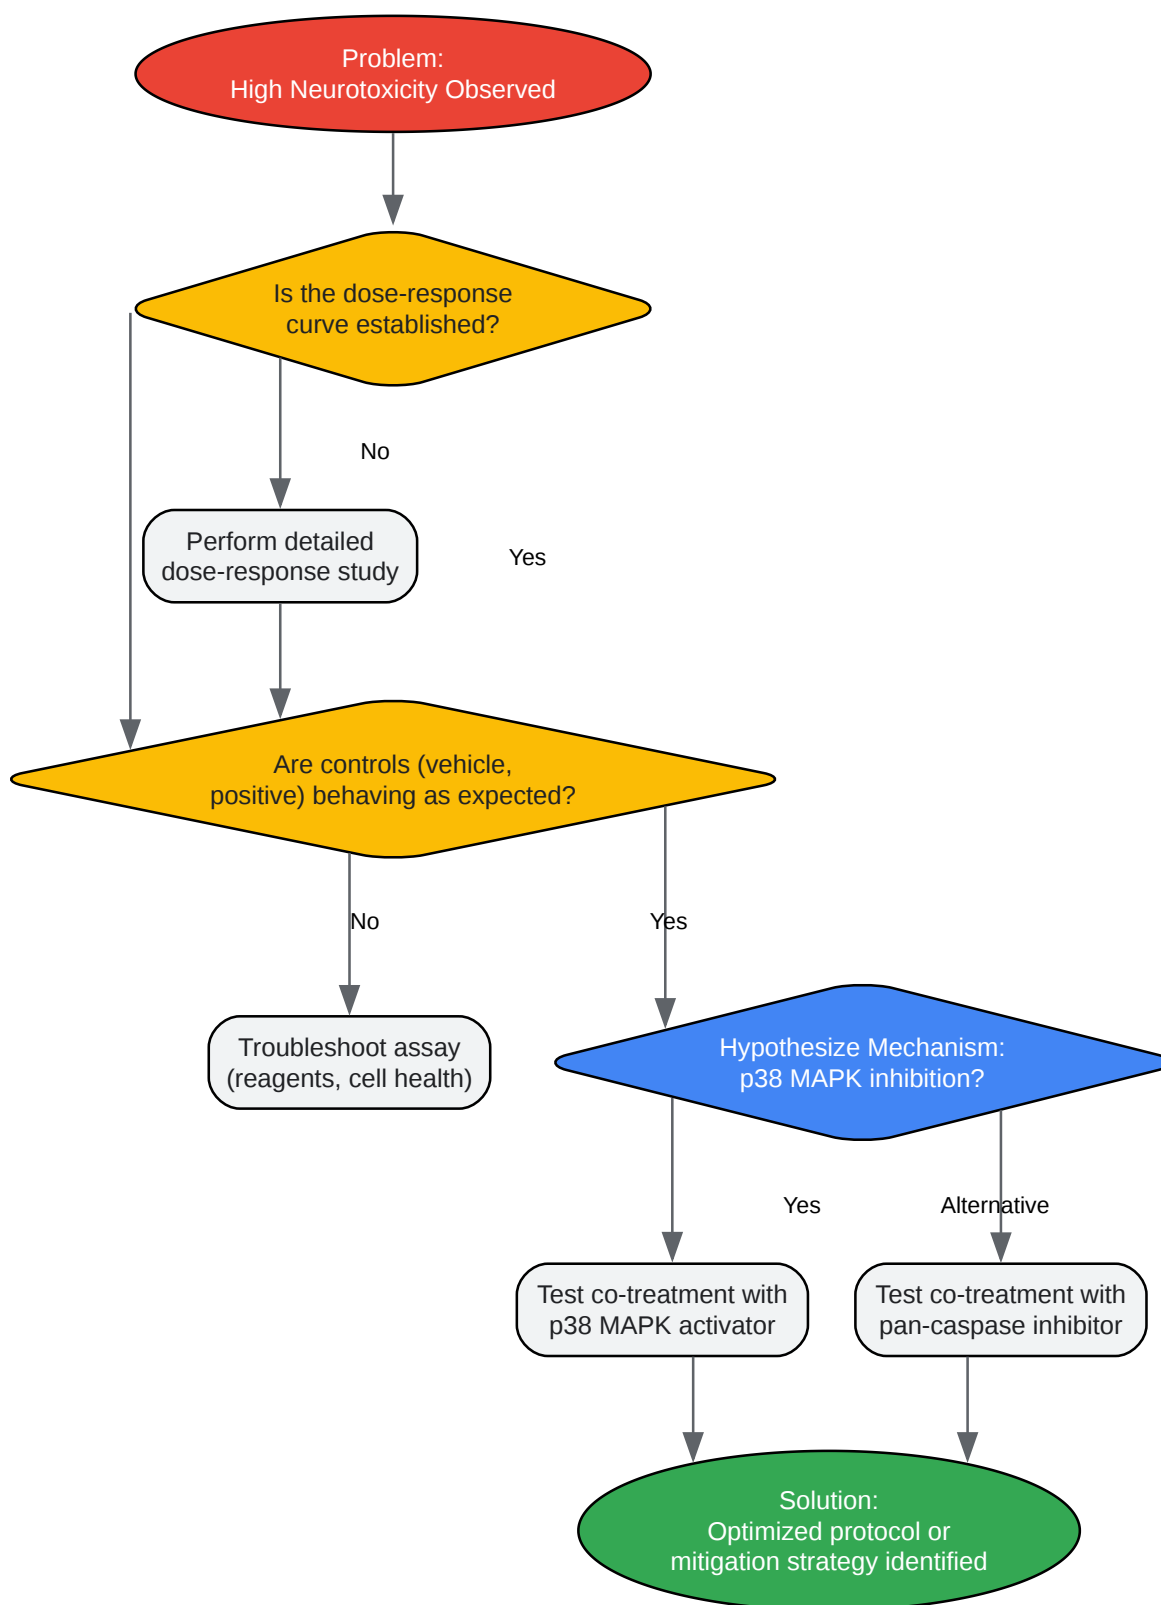 Problem:
High Neurotoxicity Observed
Is the dose-response
curve established?
No
Perform detailed
dose-response study
Yes
Are controls (vehicle,
positive) behaving as expected?
No
Yes
Troubleshoot assay
(reagents, cell health)
Hypothesize Mechanism:
p38 MAPK inhibition?
Yes
Alternative
Test co-treatment with
p38 MAPK activator
Test co-treatment with
pan-caspase inhibitor
Solution:
Optimized protocol or
mitigation strategy identified